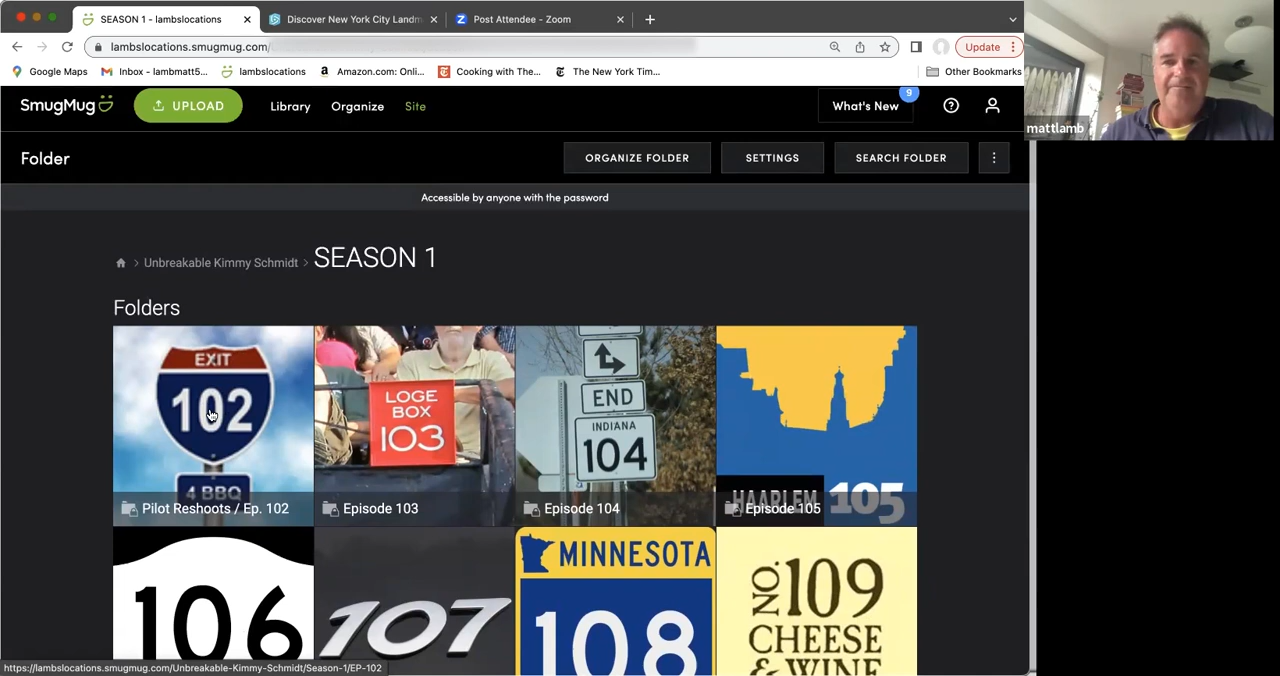 SEASON 1 - lambslocations
Discover New York City Landm
Post Attendee - Zoom
lambslocations.smugmug.com/
Update
Google Maps
Inbox - lambmatt5...
lambslocations
Amazon.com: Onli...
Cooking with The...
The New York Tim...
Other Bookmarks
mattlamb
SmugMug
UPLOAD
Library
Organize
Site
What's New
9
Folder
ORGANIZE FOLDER
SETTINGS
SEARCH FOLDER
Accessible by anyone with the password
> Unbreakable Kimmy Schmidt > SEASON 1
Folders
EXIT
102
4 BBQ
Pilot Reshoots / Ep. 102
LOGE
BOX
103
Episode 103
END
INDIANA
104
Episode 104
HAARLEM 105
Episode 105
106
107
MINNESOTA
108
NO. 109
CHEESE
& WINE
https://lambslocations.smugmug.com/Unbreakable-Kimmy-Schmidt/Season-1/EP-102